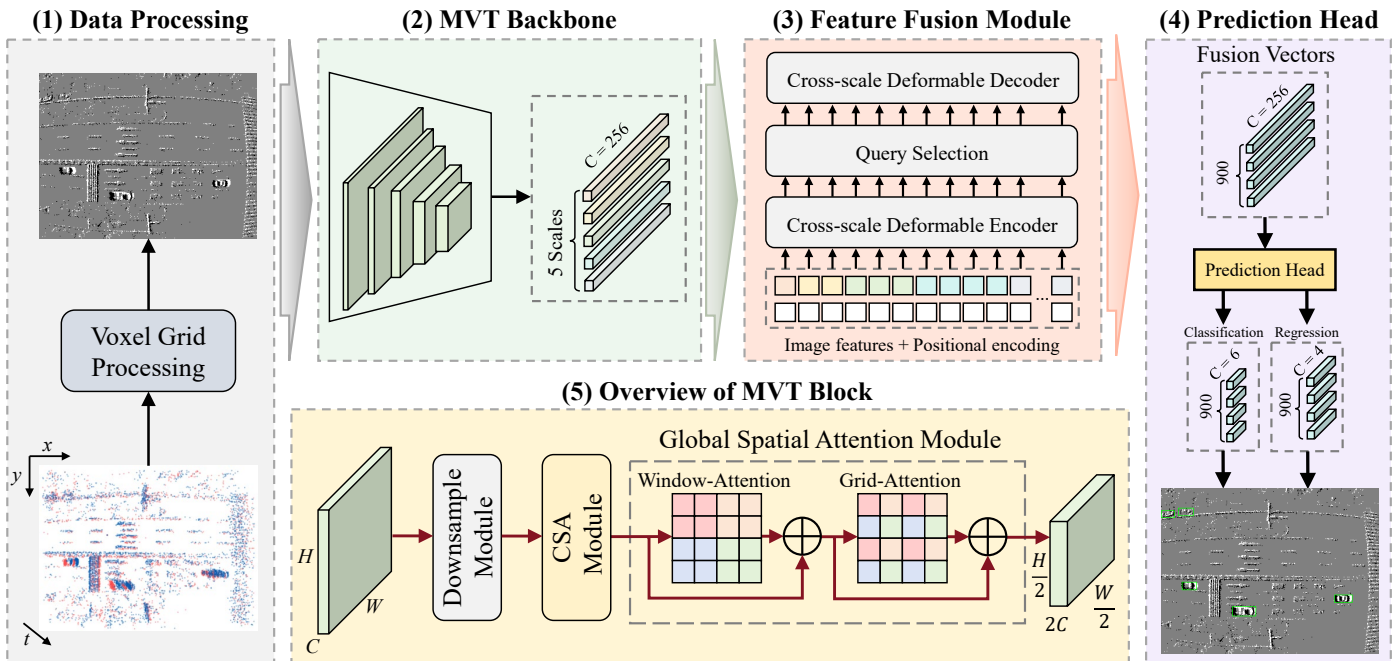 (1) Data Processing
Voxel Grid
Processing
x
y
t
(2) MVT Backbone
C = 256
5 Scales
(3) Feature Fusion Module
Cross-scale Deformable Decoder
Query Selection
Cross-scale Deformable Encoder
...
Image features + Positional encoding
(4) Prediction Head
Fusion Vectors
C = 256
900
Prediction Head
Classification
Regression
C = 6
900
C = 4
900
(5) Overview of MVT Block
H
W
C
Downsample
Module
CSA
Module
Global Spatial Attention Module
Window-Attention
Grid-Attention
H/2
2C
W/2